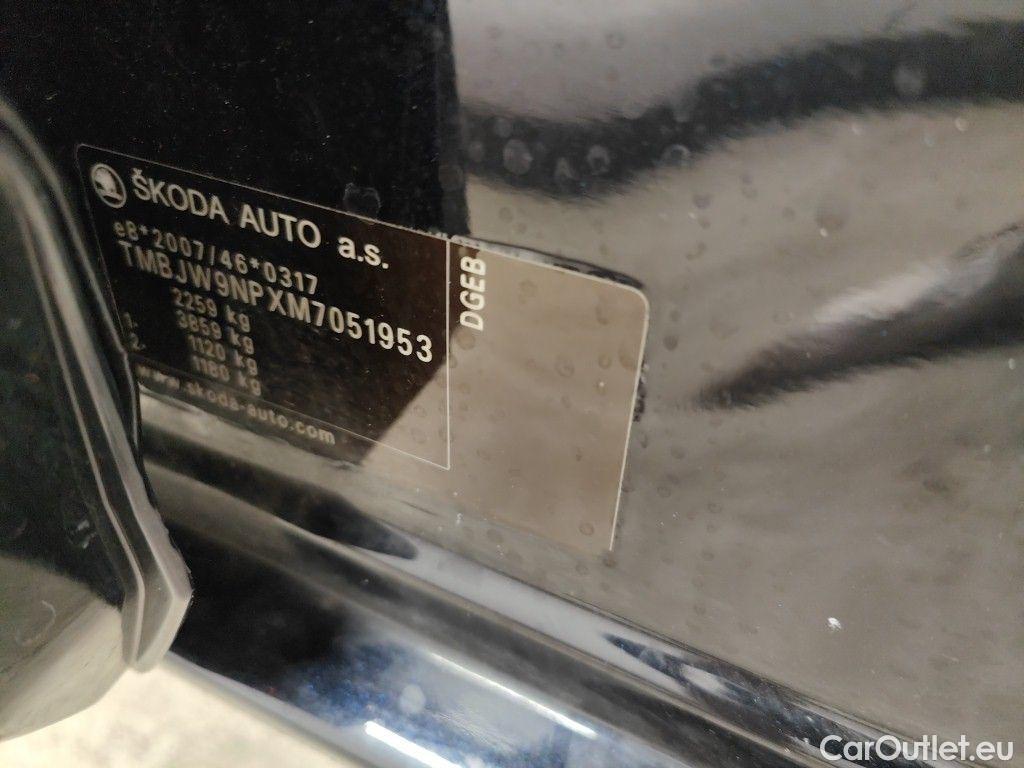 ŠKODA AUTO a.s.
e8*2007/46*0317
TMBJW9NPXM7051953
2259 kg
3859 kg
1. 1120 kg
2. 1180 kg
www.skoda-auto.com
DGEB
CarOutlet.eu